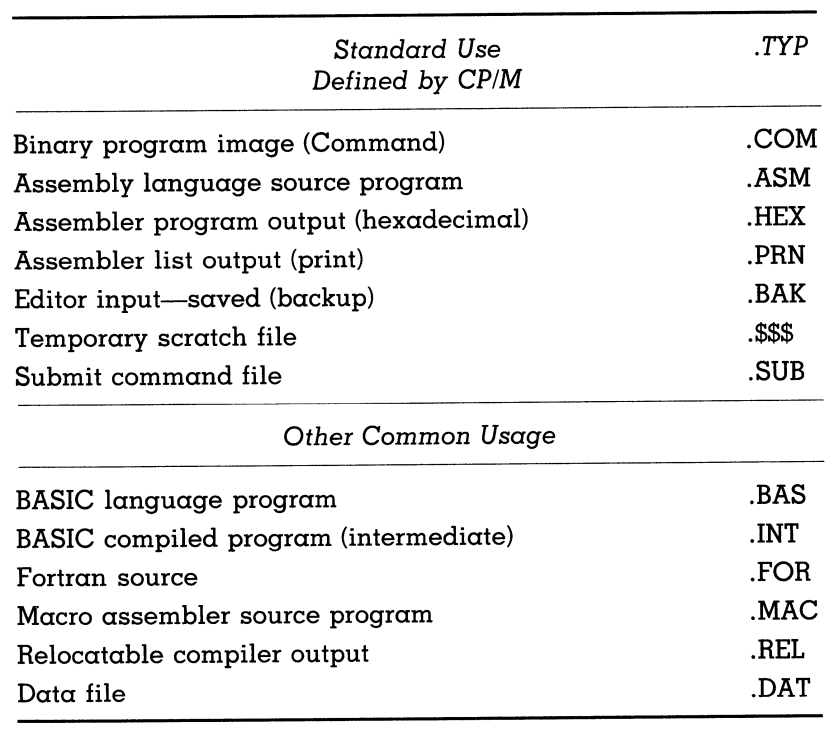 Standard Use .TYP
Defined by CP/M
Binary program image (Command) .COM
Assembly language source program .ASM
Assembler program output (hexadecimal) .HEX
Assembler list output (print) .PRN
Editor input—saved (backup) .BAK
Temporary scratch file .$$$
Submit command file .SUB
Other Common Usage
BASIC language program .BAS
BASIC compiled program (intermediate) .INT
Fortran source .FOR
Macro assembler source program .MAC
Relocatable compiler output .REL
Data file .DAT